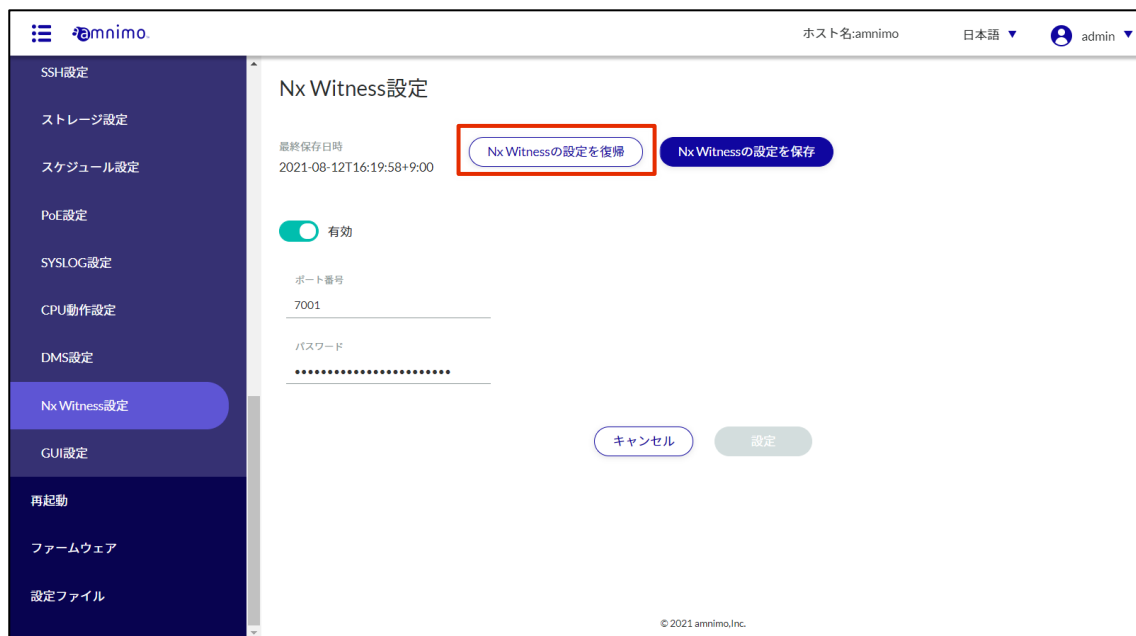 amnimo.
ホスト名:amnimo
日本語 ▼
admin ▼
SSH設定
ストレージ設定
スケジュール設定
PoE設定
SYSLOG設定
CPU動作設定
DMS設定
Nx Witness設定
GUI設定
再起動
ファームウェア
設定ファイル
Nx Witness設定
最終保存日時
2021-08-12T16:19:58+9:00
Nx Witnessの設定を復帰
Nx Witnessの設定を保存
有効
ポート番号
7001
パスワード
••••••••••••••••••••••••
キャンセル
設定
© 2021 amnimo,Inc.